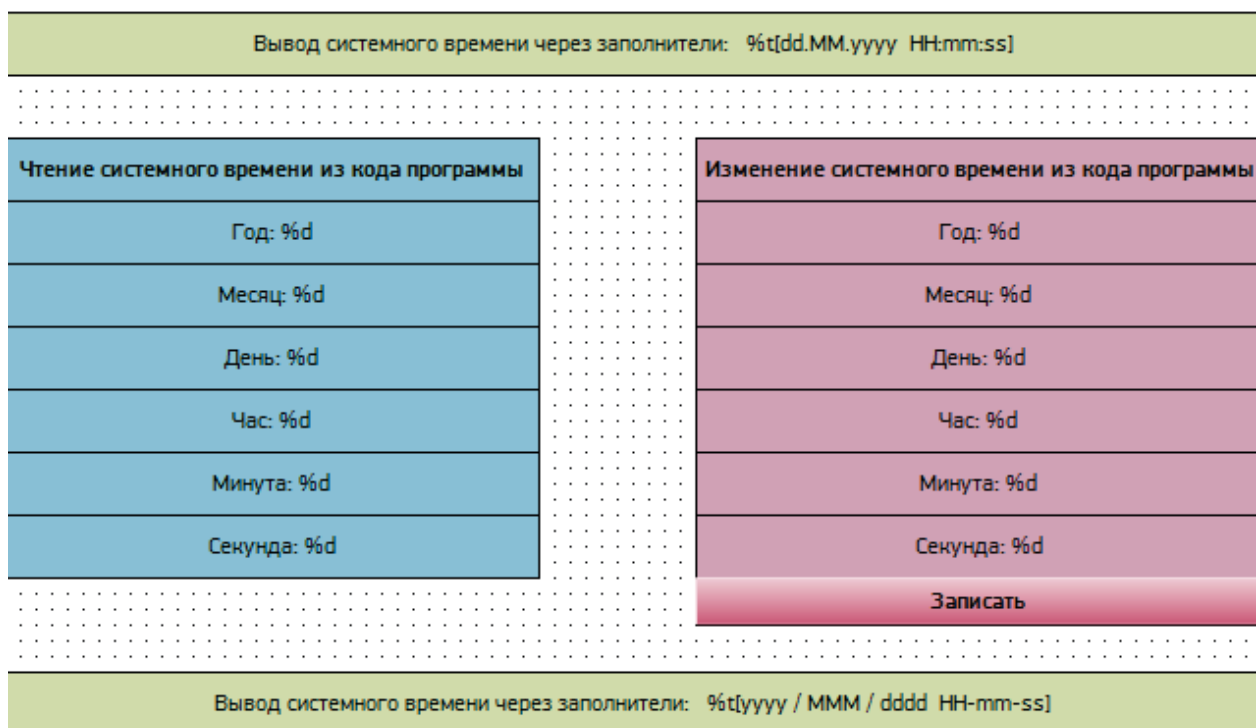 Вывод системного времени через заполнители: %t[dd.MM.yyyy HH:mm:ss]
Чтение системного времени из кода программы
Год: %d
Месяц: %d
День: %d
Час: %d
Минута: %d
Секунда: %d
Изменение системного времени из кода программы
Год: %d
Месяц: %d
День: %d
Час: %d
Минута: %d
Секунда: %d
Записать
Вывод системного времени через заполнители: %t[yyyy / MMM / dddd HH-mm-ss]